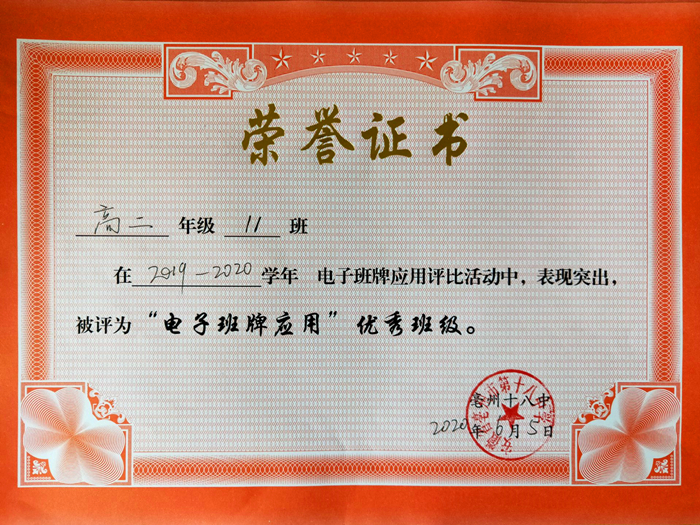 荣誉证书
高二 年级 11 班
在 2019-2020 学年 电子班牌应用评比活动中，表现突出，
被评为“电子班牌应用”优秀班级。
亳州十八中
2020年6月5日